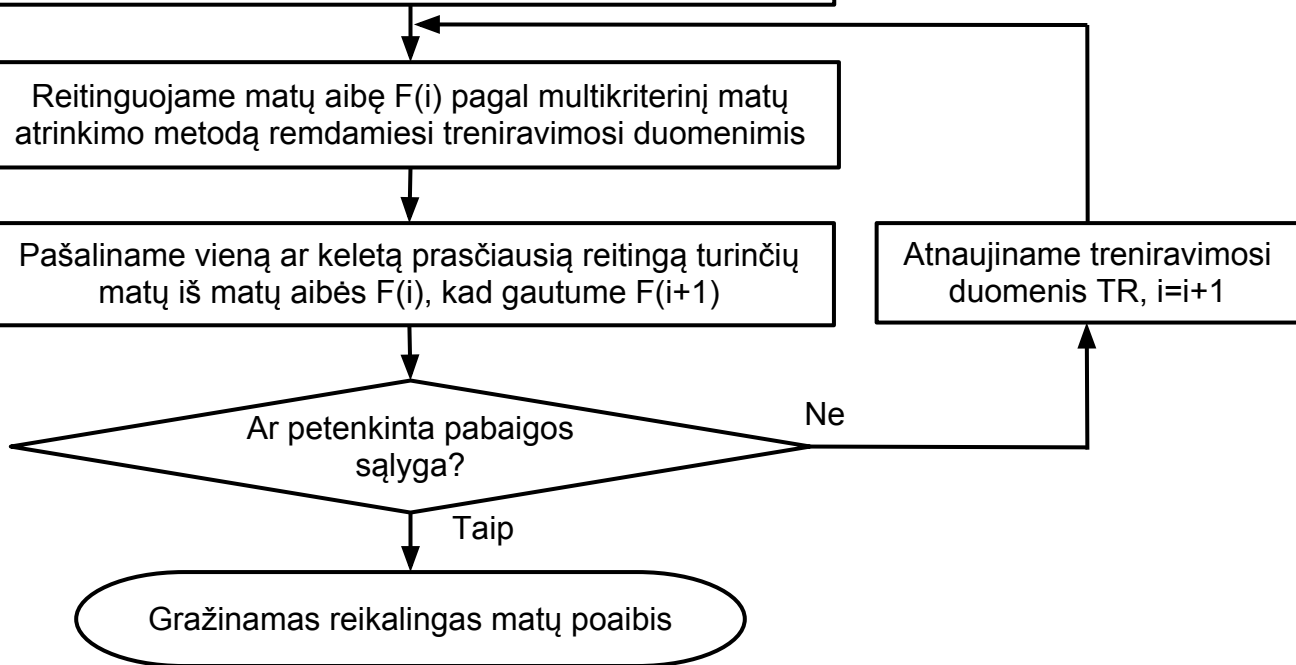 Reitinguojame matų aibę F(i) pagal multikriterinį matų
atrinkimo metodą remdamiesi treniravimosi duomenimis
Pašaliname vieną ar keletą prasčiausią reitingą turinčių
matų iš matų aibės F(i), kad gautume F(i+1)
Atnaujiname treniravimosi
duomenis TR, i=i+1
Ar petenkinta pabaigos
sąlyga?
Ne
Taip
Gražinamas reikalingas matų poaibis